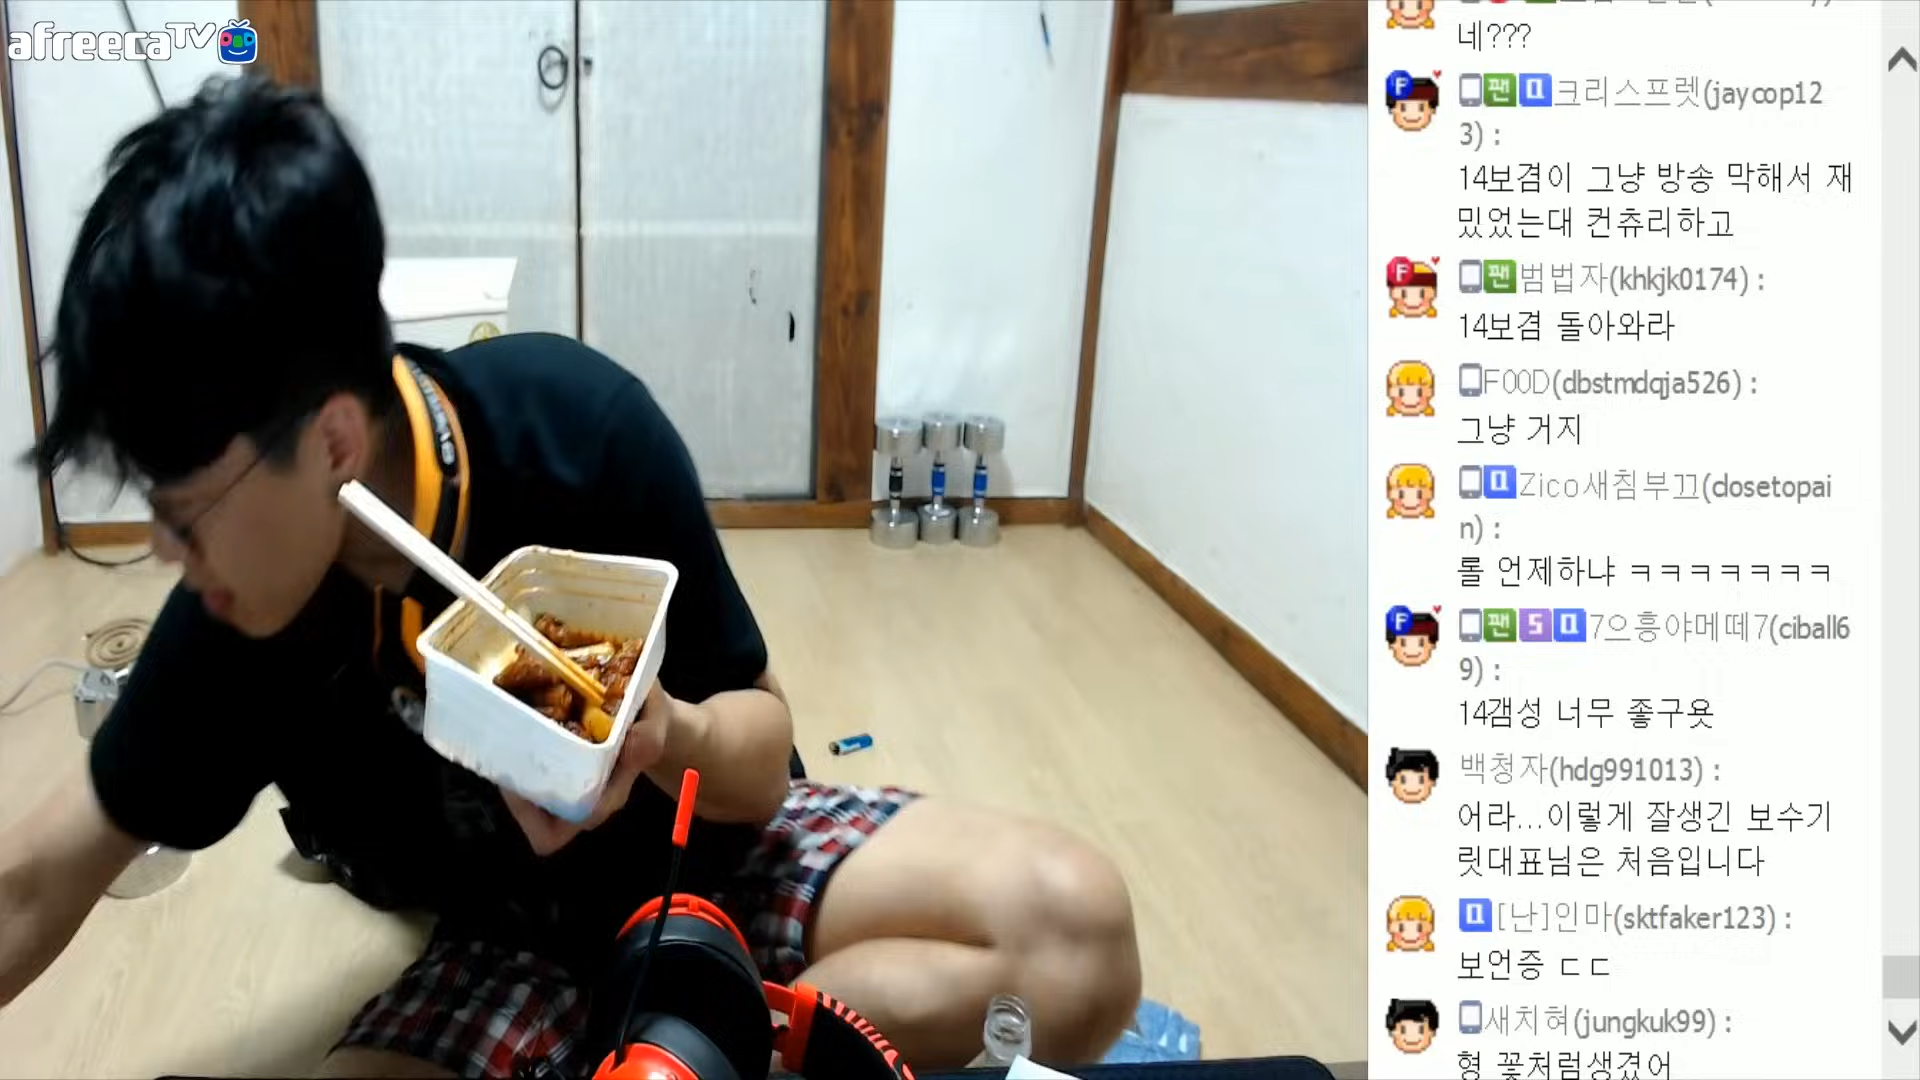 afreecaTV
네???
팬 크리스프렛(jaycop12
3) :
14보겸이 그냥 방송 막해서 재
밌었는대 컨츄리하고
팬 범법자(khkjk0174) :
14보겸 돌아와라
F00D(dbstmdqja526) :
그냥 거지
Zico새침부끄(closetopai
n) :
롤 언제하냐 ㅋㅋㅋㅋㅋㅋㅋ
팬 S 7으흥야메떼7(ciball6
9) :
14갬성 너무 좋구욧
백청자(hdg991013) :
어라...이렇게 잘생긴 보수기
릿대표님은 처음입니다
[난]인마(sktfaker123) :
보언증 ㄷㄷ
새치혀(jungkuk99) :
형 꽃처럼생겼어